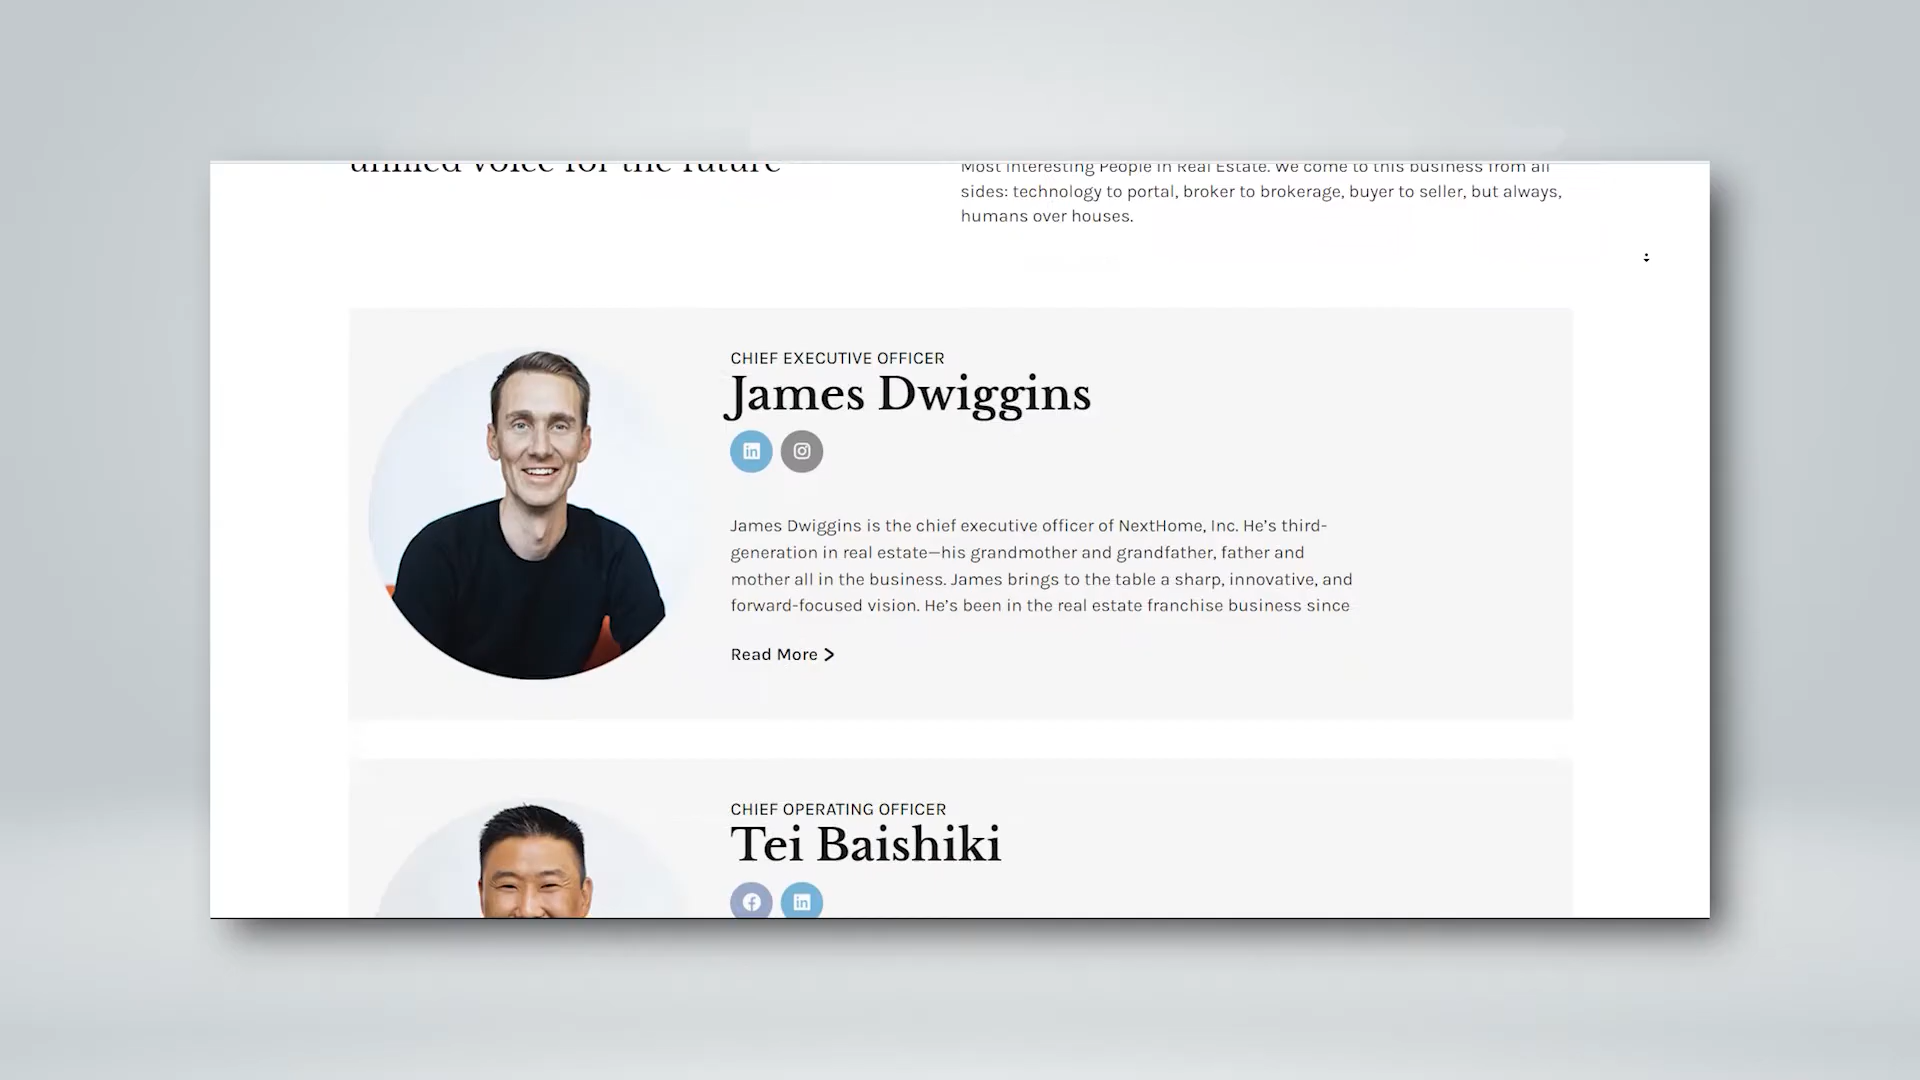 unified voice for the future
Most Interesting People in Real Estate. We come to this business from all
sides: technology to portal, broker to brokerage, buyer to seller, but always,
humans over houses.
CHIEF EXECUTIVE OFFICER
James Dwiggins
James Dwiggins is the chief executive officer of NextHome, Inc. He’s third-
generation in real estate—his grandmother and grandfather, father and
mother all in the business. James brings to the table a sharp, innovative, and
forward-focused vision. He’s been in the real estate franchise business since
Read More >
CHIEF OPERATING OFFICER
Tei Baishiki